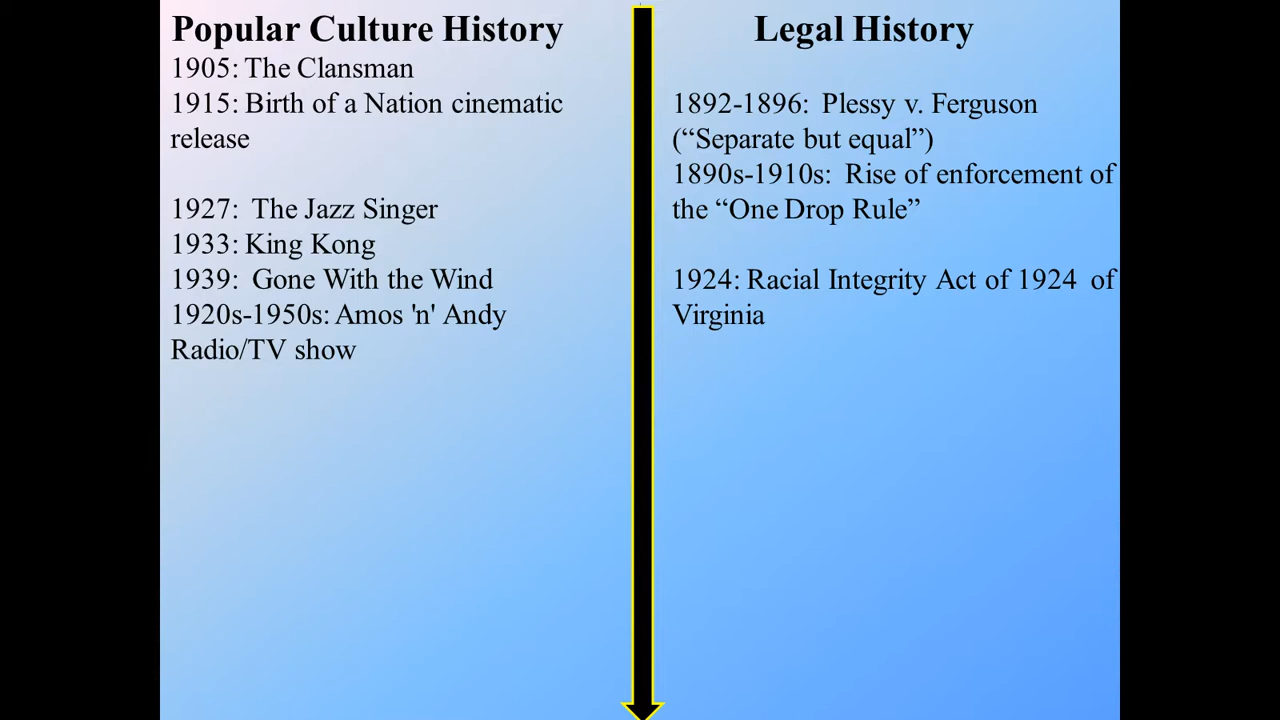 Popular Culture History
1905: The Clansman
1915: Birth of a Nation cinematic
release
1927:  The Jazz Singer
1933: King Kong
1939:  Gone With the Wind
1920s-1950s: Amos 'n' Andy
Radio/TV show
Legal History
1892-1896:  Plessy v. Ferguson
(“Separate but equal”)
1890s-1910s:  Rise of enforcement of
the “One Drop Rule”
1924: Racial Integrity Act of 1924  of
Virginia